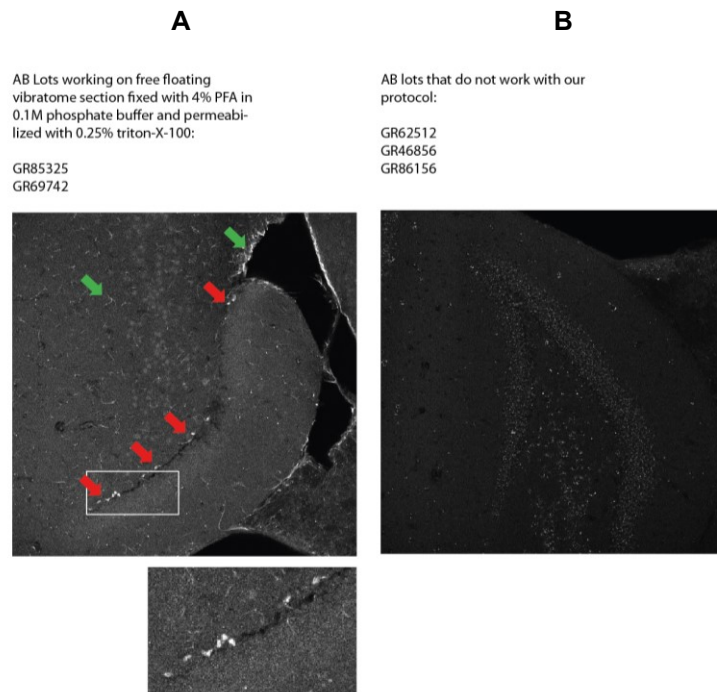 A
B
AB Lots working on free floating
vibratome section fixed with 4% PFA in
0.1M phosphate buffer and permeabi-
lized with 0.25% triton-X-100:
GR85325
GR69742
AB lots that do not work with our
protocol:
GR62512
GR46856
GR86156